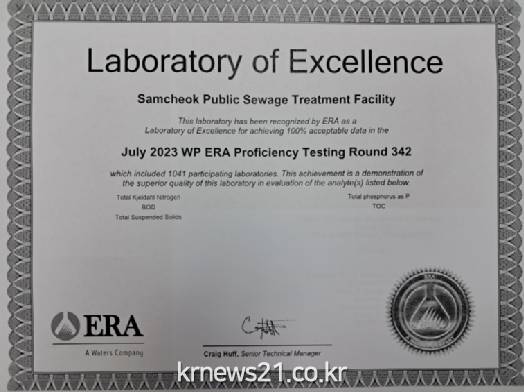 Laboratory of Excellence
Samcheok Public Sewage Treatment Facility
This laboratory has been recognized by ERA as a
Laboratory of Excellence for achieving 100% acceptable data in the
July 2023 WP ERA Proficiency Testing Round 342
which included 1041 participating laboratories. This achievement is a demonstration of
the superior quality of this laboratory in evaluation of the analyte(s) listed below
Total Kjeldahl Nitrogen
Total phosphorus as P
BOD
TOC
Total Suspended Solids
ERA
A Waters Company
Craig Huff, Senior Technical Manager
krnews21.co.kr